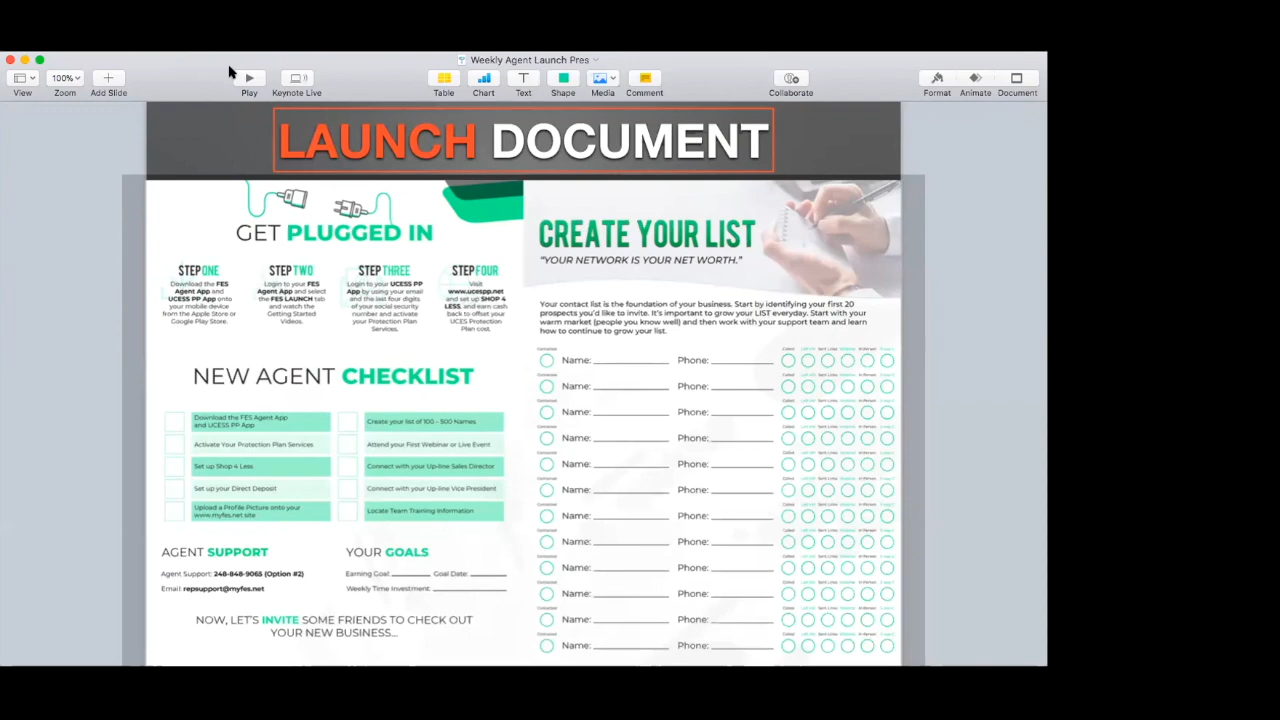 Weekly Agent Launch Pres
100%
View
Zoom
Add Slide
Play
Keynote Live
Table
Chart
Text
Shape
Media
Comment
Collaborate
Format
Animate
Document
LAUNCH DOCUMENT
GET PLUGGED IN
STEP ONE
Download the FES
Agent App and
UCESS PP App onto
your mobile device
from the Apple Store or
Google Play Store.
STEP TWO
Login to your FES
Agent App and select
the FES LAUNCH tab
and watch the
Getting Started
Videos.
STEP THREE
Login to your UCESS PP
App by using your email
and the last four digits
of your social security
number and activate
your Protection Plan
Services.
STEP FOUR
Visit
www.ucespp.net
and set up SHOP 4
LESS, and earn cash
back to offset your
UCES Protection
Plan cost.
NEW AGENT CHECKLIST
Download the FES Agent App
and UCESS PP App
Activate Your Protection Plan Services
Set up Shop 4 Less
Set up your Direct Deposit
Upload a Profile Picture onto your
www.myfes.net site
Create your list of 100 - 500 Names
Attend your First Webinar or Live Event
Connect with your Up-line Sales Director
Connect with your Up-line Vice President
Locate Team Training Information
AGENT SUPPORT
Agent Support: 248-848-9065 (Option #2)
Email: repsupport@myfes.net
YOUR GOALS
Earning Goal: Goal Date:
Weekly Time Investment:
NOW, LET'S INVITE SOME FRIENDS TO CHECK OUT
YOUR NEW BUSINESS...
CREATE YOUR LIST
"YOUR NETWORK IS YOUR NET WORTH."
Your contact list is the foundation of your business. Start by identifying your first 20
prospects you'd like to invite. It's important to grow your LIST everyday. Start with your
warm market (people you know well) and then work with your support team and learn
how to continue to grow your list.
Name: Phone:
Name: Phone:
Name: Phone:
Name: Phone:
Name: Phone:
Name: Phone:
Name: Phone:
Name: Phone:
Name: Phone:
Name: Phone:
Name: Phone:
Name: Phone: